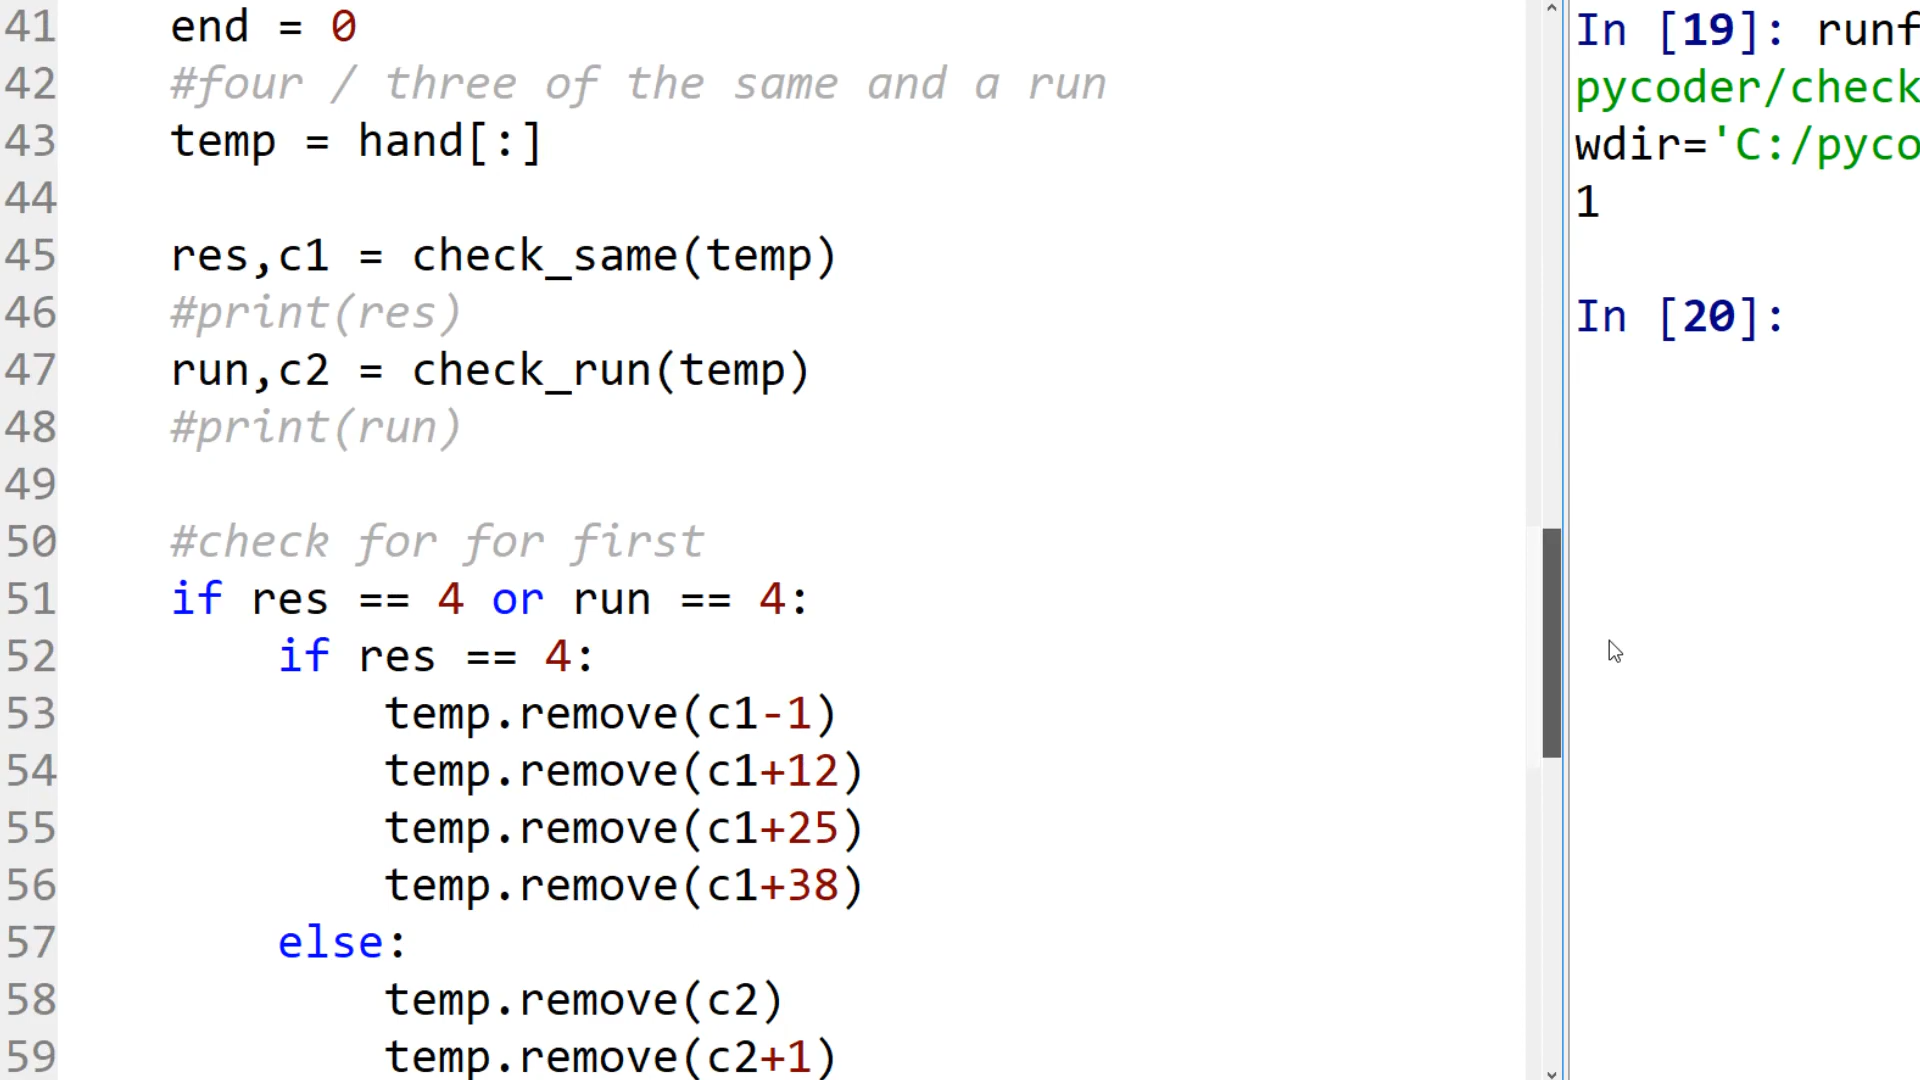 41 end = 0
42 #four / three of the same and a run
43 temp = hand[:]
44
45 res,c1 = check_same(temp)
46 #print(res)
47 run,c2 = check_run(temp)
48 #print(run)
49
50 #check for for first
51 if res == 4 or run == 4:
52 if res == 4:
53 temp.remove(c1-1)
54 temp.remove(c1+12)
55 temp.remove(c1+25)
56 temp.remove(c1+38)
57 else:
58 temp.remove(c2)
59 temp.remove(c2+1)
In [19]: runf
pycoder/check
wdir='C:/pyco
1
In [20]: